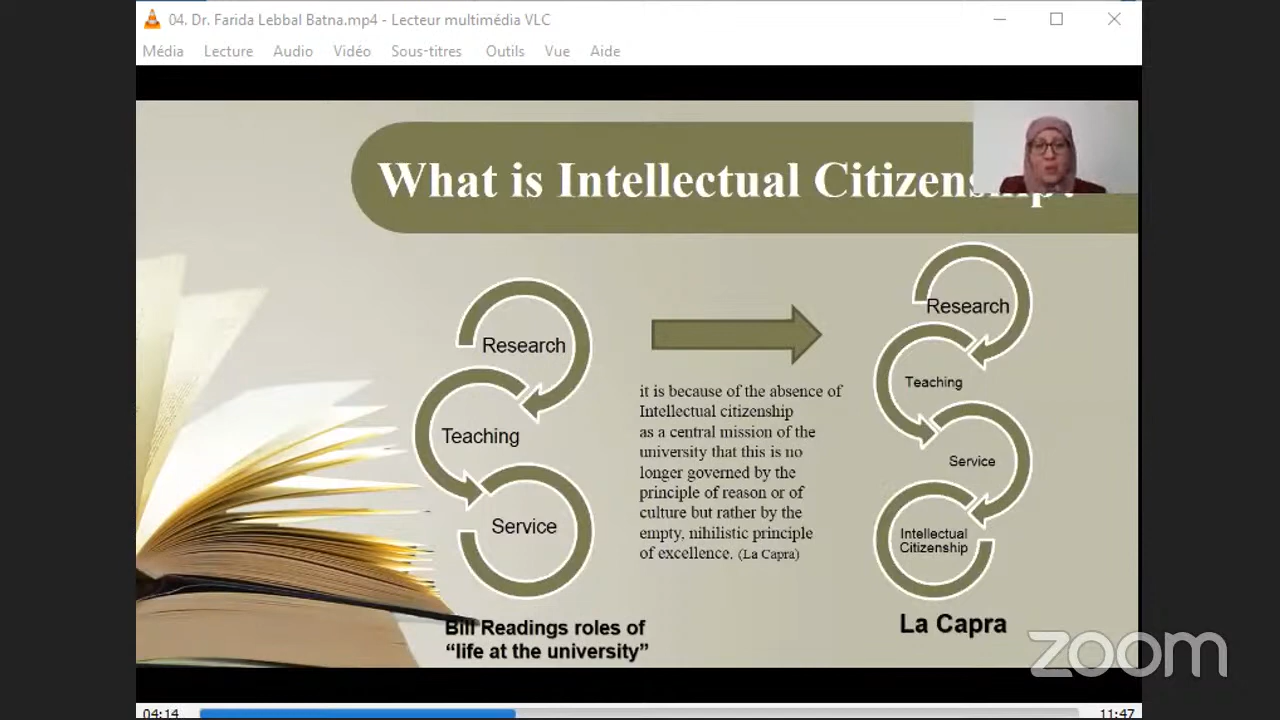 04. Dr. Farida Lebbal Batna.mp4 - Lecteur multimédia VLC
Média Lecture Audio Vidéo Sous-titres Outils Vue Aide
What is Intellectual Citizenship?
Research
Teaching
Service
Bill Readings roles of
“life at the university”
it is because of the absence of
Intellectual citizenship
as a central mission of the
university that this is no
longer governed by the
principle of reason or of
culture but rather by the
empty, nihilistic principle
of excellence. (La Capra)
Research
Teaching
Service
Intellectual
Citizenship
La Capra
zoom
04:14
11:47